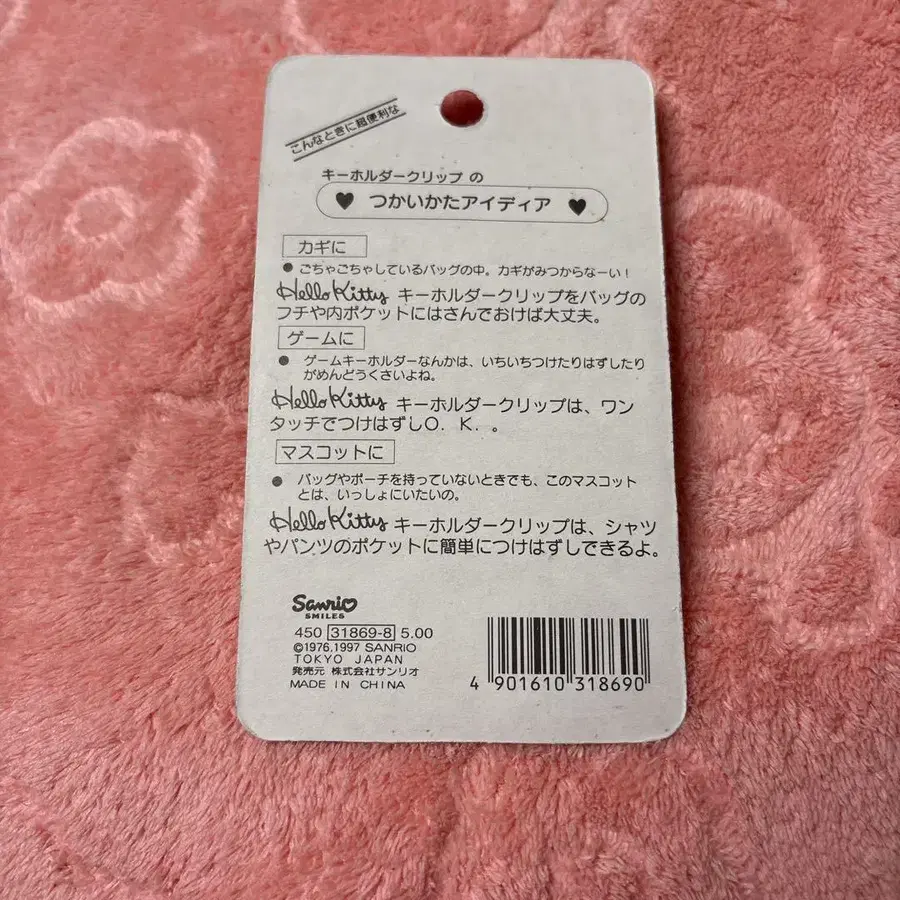 こんなときに超便利な
キーホルダークリップ の
♥ つかいかたアイディア ♥
カギに
● ごちゃごちゃしているバッグの中。カギがみつからなーい！
Hello Kitty キーホルダークリップをバッグの
フチや内ポケットにはさんでおけば大丈夫。
ゲームに
● ゲームキーホルダーなんかは、いちいちつけたりはずしたり
がめんどうくさいよね。
Hello Kitty キーホルダークリップは、ワン
タッチでつけはずしO．K．。
マスコットに
● バッグやポーチを持っていないときでも、このマスコット
とは、いっしょにいたいの。
Hello Kitty キーホルダークリップは、シャツ
やパンツのポケットに簡単につけはずしできるよ。
Sanrio
SMILES
450 31869-8 5.00
©1976,1997 SANRIO
TOKYO JAPAN
発売元 株式会社サンリオ
MADE IN CHINA
4 901610 318690